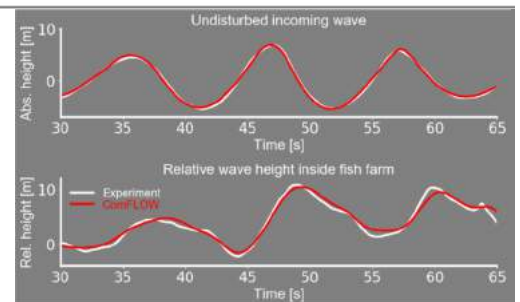 Undisturbed incoming wave
Abs. height [m]
10
0
30 35 40 45 50 55 60 65
Time [s]
Relative wave height inside fish farm
Rel. height [m]
10
0
Experiment
ComFLOW
30 35 40 45 50 55 60 65
Time [s]